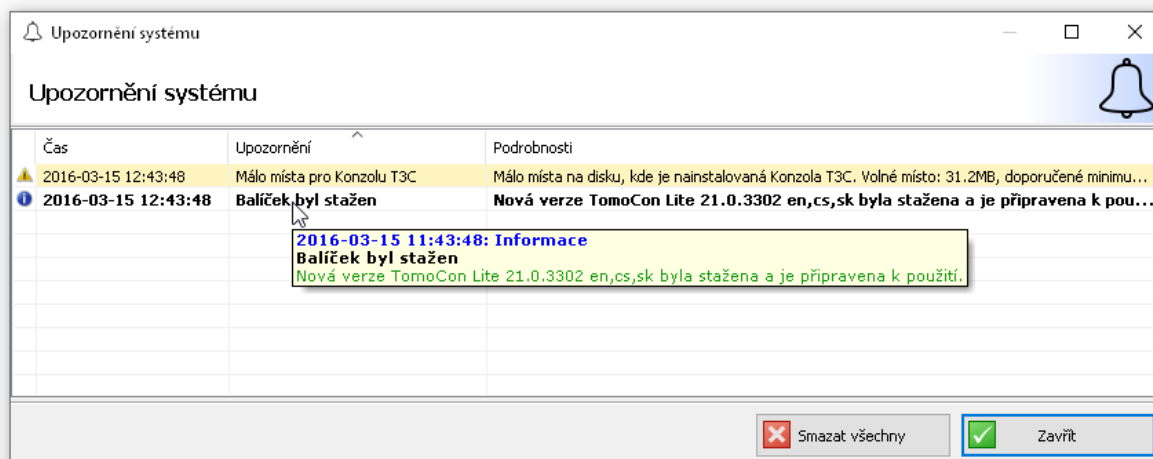 Upozornění systému
Upozornění systému
Čas Upozornění Podrobnosti
2016-03-15 12:43:48 Málo místa pro Konzolu T3C Málo místa na disku, kde je nainstalovaná Konzola T3C. Volné místo: 31.2MB, doporučené minimu...
2016-03-15 12:43:48 Balíček byl stažen Nová verze TomoCon Lite 21.0.3302 en,cs,sk byla stažena a je připravena k pou...
2016-03-15 11:43:48: Informace
Balíček byl stažen
Nová verze TomoCon Lite 21.0.3302 en,cs,sk byla stažena a je připravena k použití.
Smazat všechny Zavřít